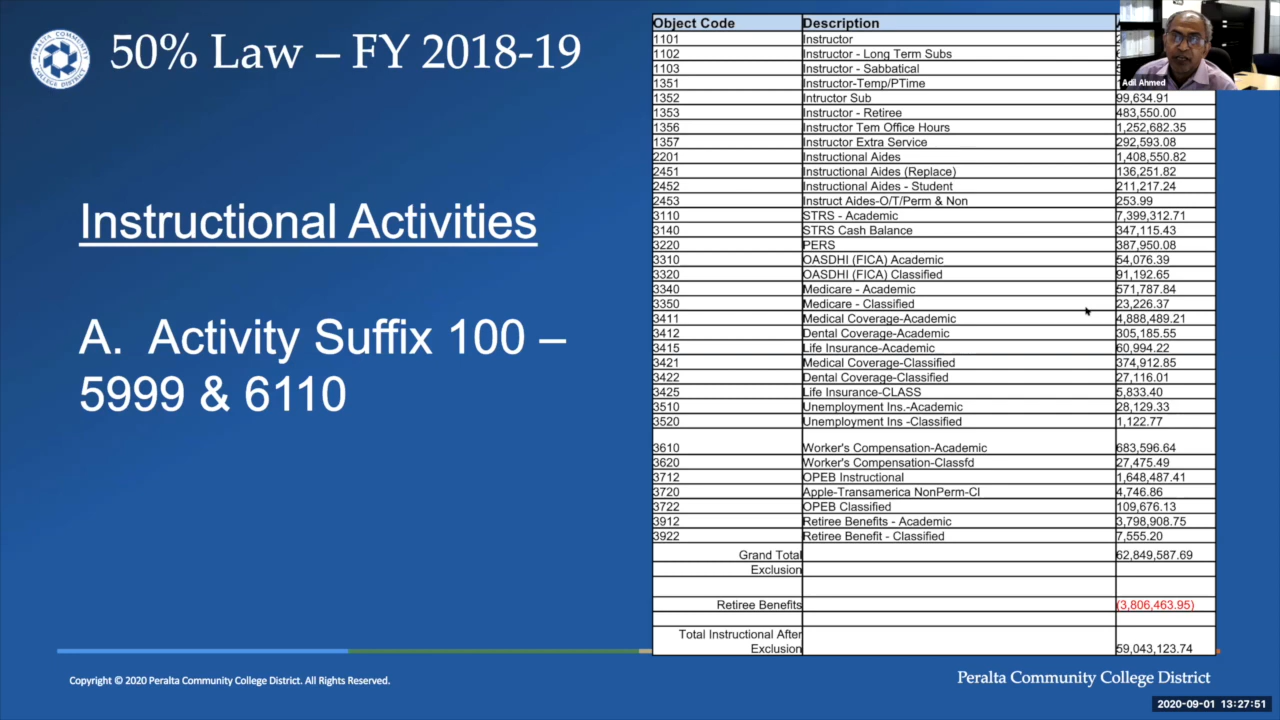 PERALTA COMMUNITY COLLEGE DISTRICT
50% Law – FY 2018-19
Instructional Activities
A. Activity Suffix 100 –
5999 & 6110
Object Code Description
1101 Instructor
1102 Instructor - Long Term Subs
1103 Instructor - Sabbatical
1351 Instructor-Temp/PTime
1352 Intructor Sub 99,634.91
1353 Instructor - Retiree 483,550.00
1356 Instructor Tem Office Hours 1,252,682.35
1357 Instructor Extra Service 292,593.08
2201 Instructional Aides 1,408,550.82
2451 Instructional Aides (Replace) 136,251.82
2452 Instructional Aides - Student 211,217.24
2453 Instruct Aides-O/T/Perm & Non 253.99
3110 STRS - Academic 7,399,312.71
3140 STRS Cash Balance 347,115.43
3220 PERS 387,950.08
3310 OASDHI (FICA) Academic 54,076.39
3320 OASDHI (FICA) Classified 91,192.65
3340 Medicare - Academic 571,787.84
3350 Medicare - Classified 23,226.37
3411 Medical Coverage-Academic 4,888,489.21
3412 Dental Coverage-Academic 305,185.55
3415 Life Insurance-Academic 60,994.22
3421 Medical Coverage-Classified 374,912.85
3422 Dental Coverage-Classified 27,116.01
3425 Life Insurance-CLASS 5,833.40
3510 Unemployment Ins.-Academic 28,129.33
3520 Unemployment Ins -Classified 1,122.77
3610 Worker's Compensation-Academic 683,596.64
3620 Worker's Compensation-Classfd 27,475.49
3712 OPEB Instructional 1,648,487.41
3720 Apple-Transamerica NonPerm-Cl 4,746.86
3722 OPEB Classified 109,676.13
3912 Retiree Benefits - Academic 3,798,908.75
3922 Retiree Benefit - Classified 7,555.20
Grand Total 62,849,587.69
Exclusion
Retiree Benefits (3,806,463.95)
Total Instructional After
Exclusion 59,043,123.74
Adil Ahmed
Copyright © 2020 Peralta Community College District. All Rights Reserved.
Peralta Community College District
2020-09-01 13:27:51